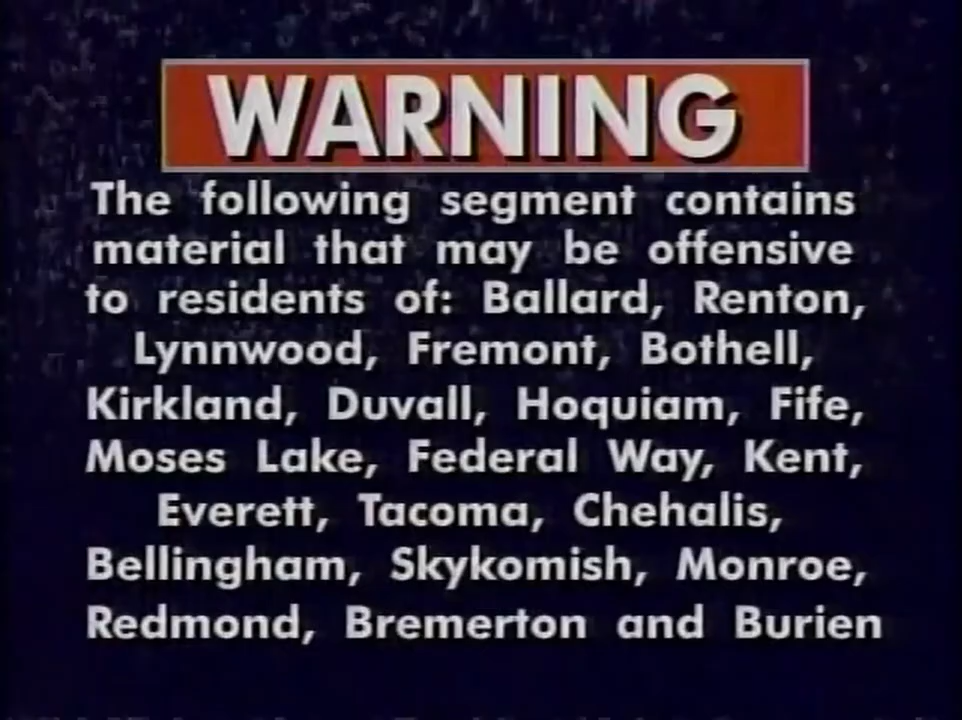 WARNING
The following segment contains
material that may be offensive
to residents of: Ballard, Renton,
Lynnwood, Fremont, Bothell,
Kirkland, Duvall, Hoquiam, Fife,
Moses Lake, Federal Way, Kent,
Everett, Tacoma, Chehalis,
Bellingham, Skykomish, Monroe,
Redmond, Bremerton and Burien